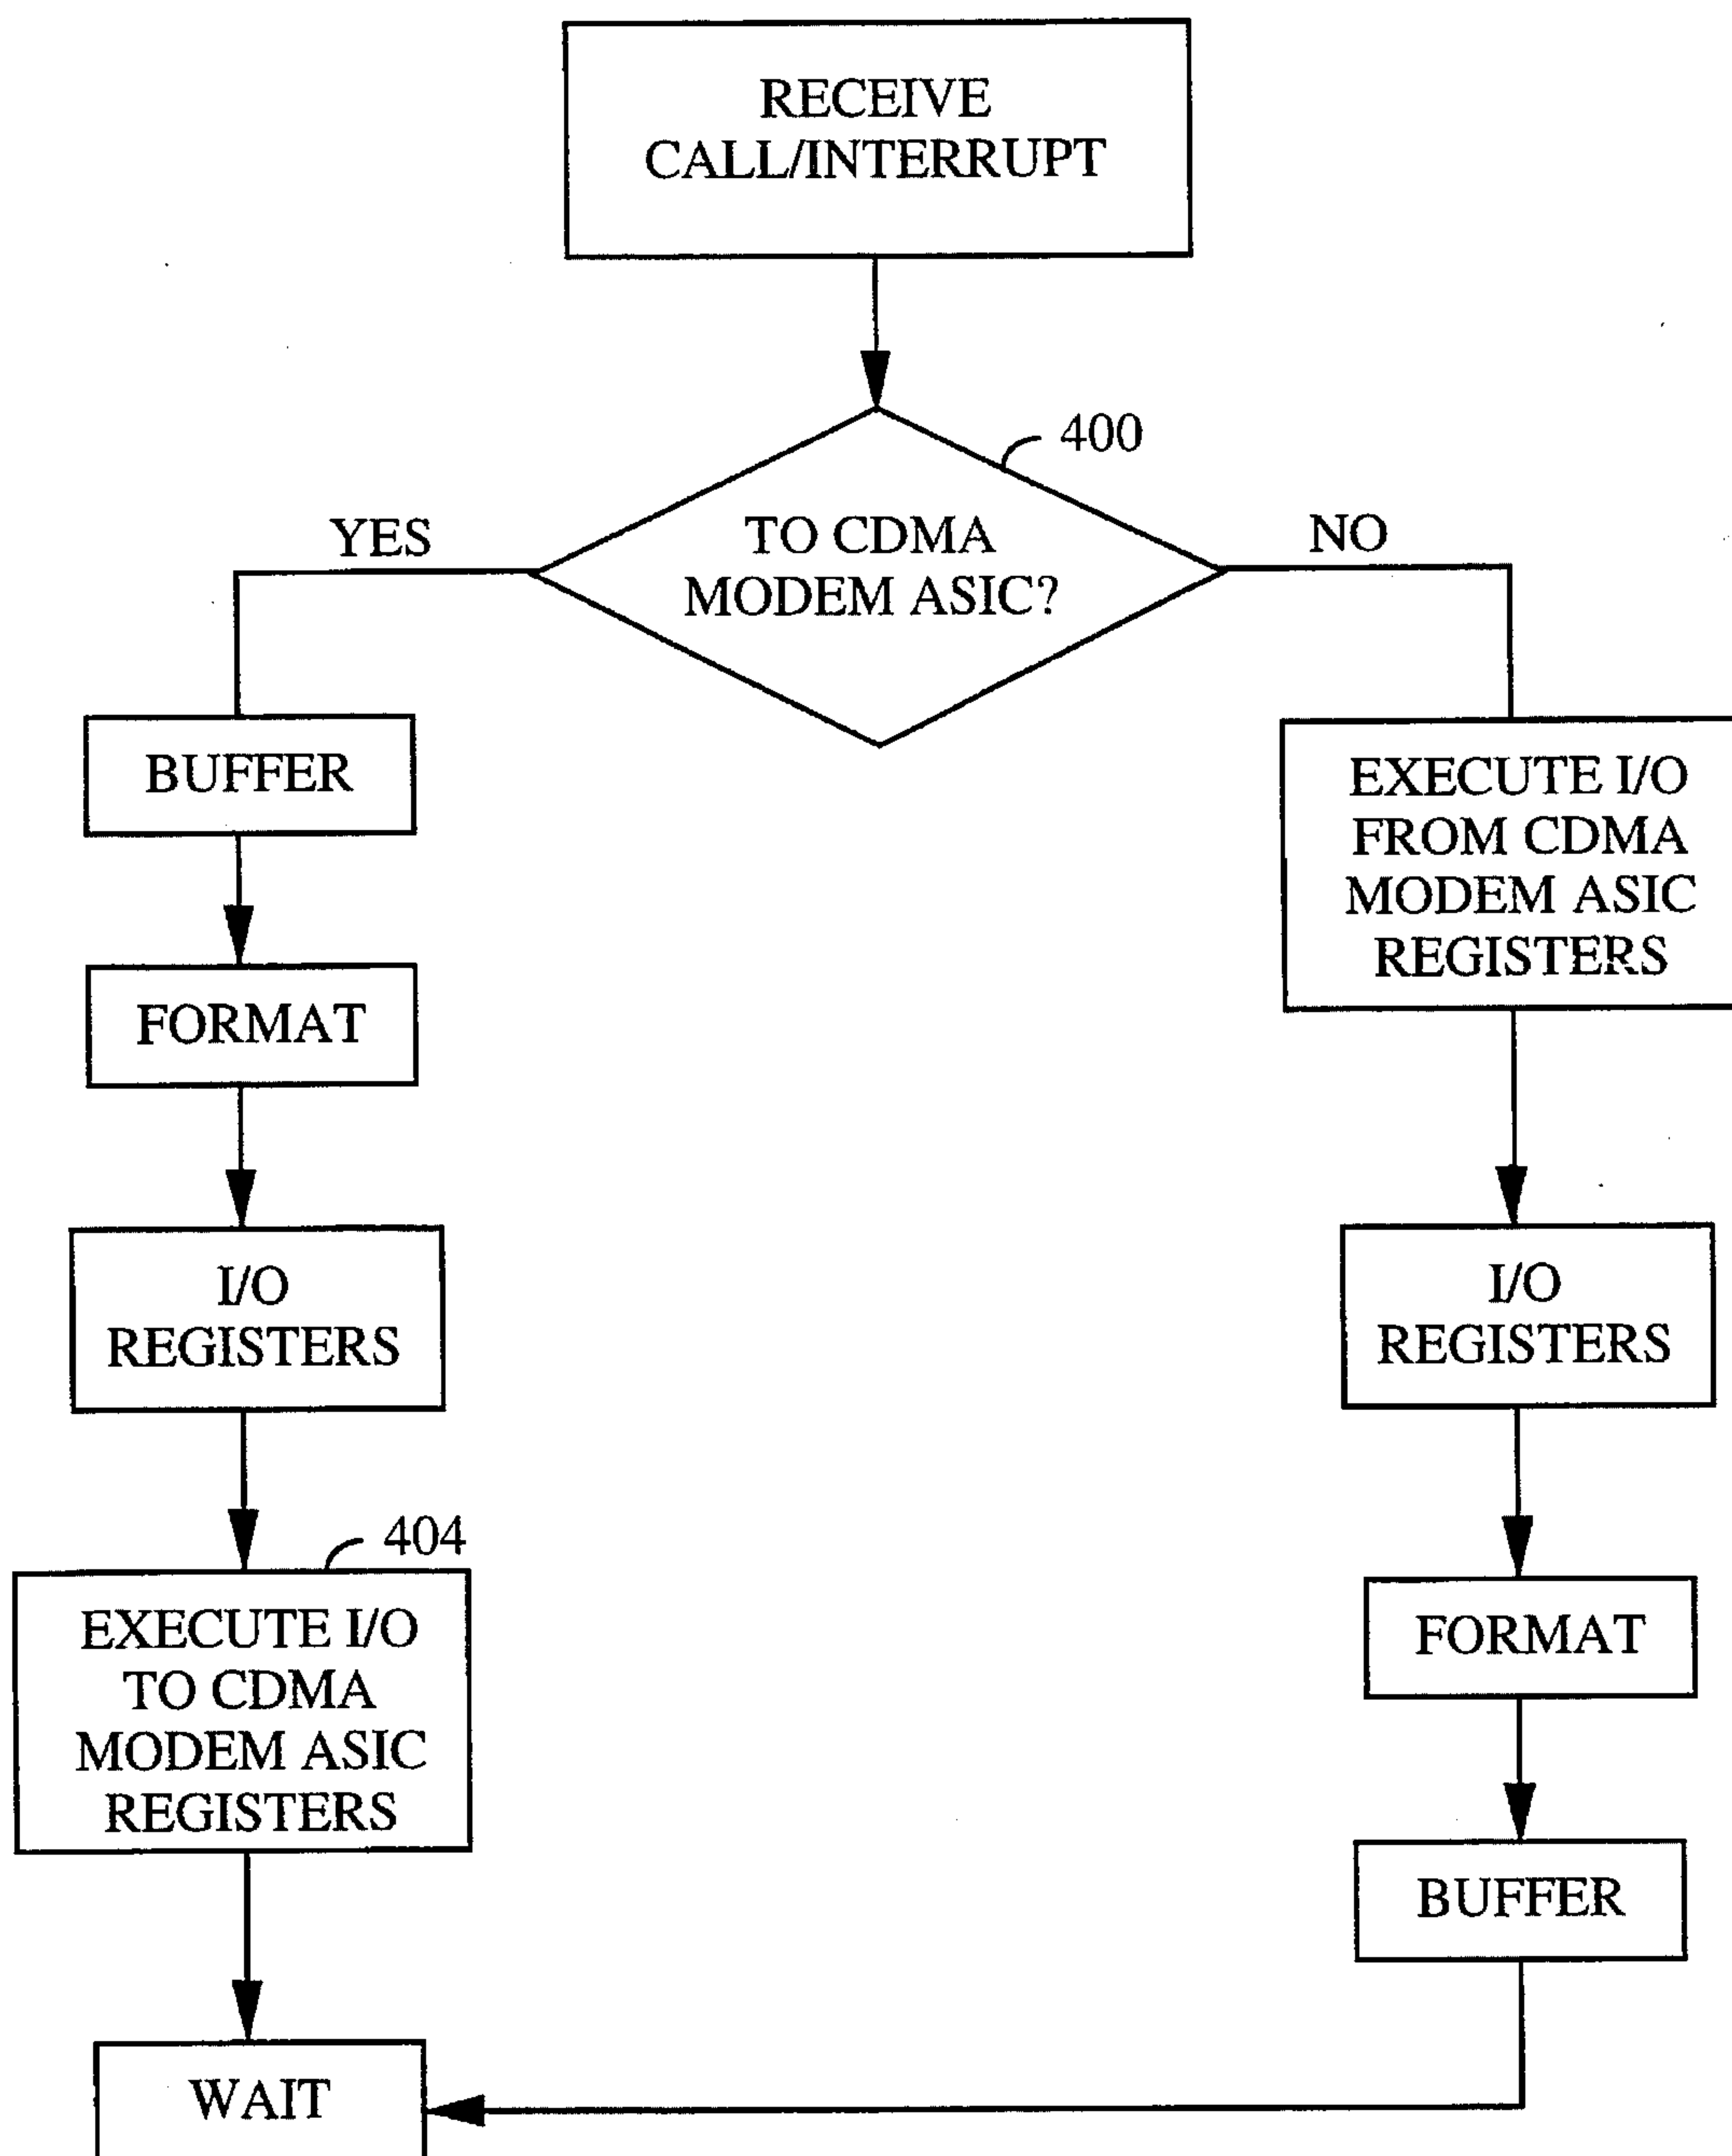 RECEIVE
CALL/INTERRUPT
400
YES
TO CDMA
MODEM ASIC?
NO
BUFFER
FORMAT
I/O
REGISTERS
404
EXECUTE I/O
TO CDMA
MODEM ASIC
REGISTERS
WAIT
EXECUTE I/O
FROM CDMA
MODEM ASIC
REGISTERS
I/O
REGISTERS
FORMAT
BUFFER